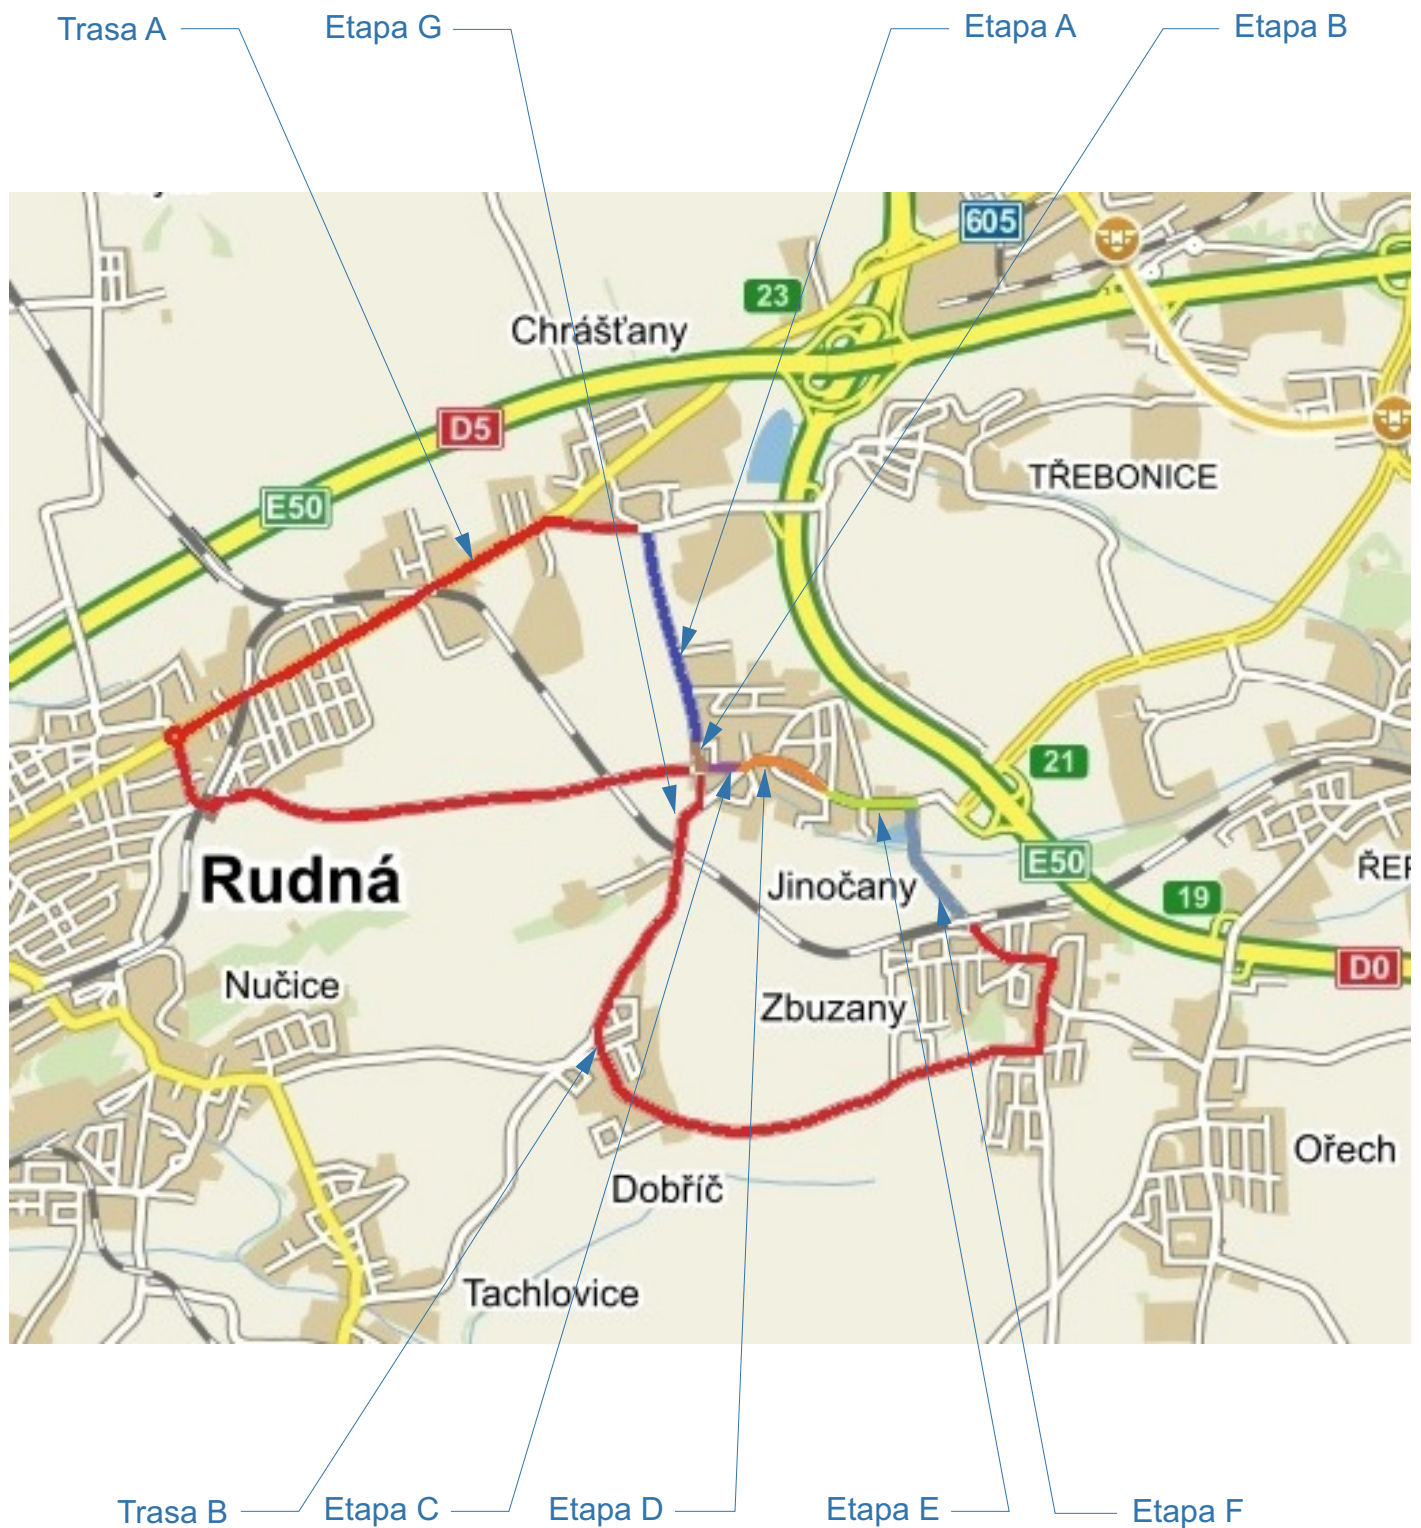 Trasa A
Etapa G
Etapa A
Etapa B
605
23
Chrášťany
D5
E50
TŘEBONICE
21
E50
ŘEP
Rudná
Jinočany
19
D0
Nučice
Zbuzany
Ořech
Dobříč
Tachlovice
Trasa B
Etapa C
Etapa D
Etapa E
Etapa F